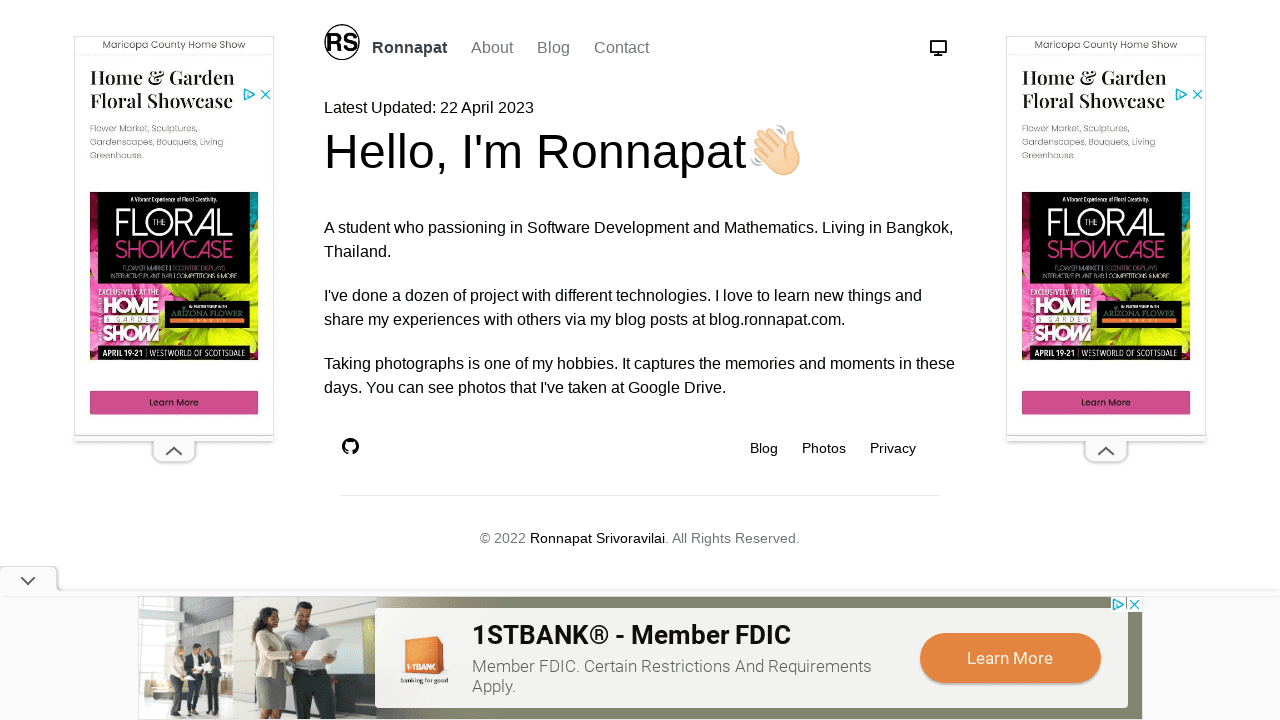 RS Ronnapat About Blog Contact
Latest Updated: 22 April 2023
Hello, I'm Ronnapat
A student who passioning in Software Development and Mathematics. Living in Bangkok,
Thailand.
I've done a dozen of project with different technologies. I love to learn new things and
share my experiences with others via my blog posts at blog.ronnapat.com.
Taking photographs is one of my hobbies. It captures the memories and moments in these
days. You can see photos that I've taken at Google Drive.
Blog Photos Privacy
© 2022 Ronnapat Srivoravilai. All Rights Reserved.
Maricopa County Home Show
Home & Garden
Floral Showcase
Flower Market, Sculptures,
Gardenscapes, Bouquets, Living
Greenhouse.
A Vibrant Experience of Floral Creativity.
THE
FLORAL
SHOWCASE
FLOWER MARKET | ECCENTRIC DISPLAYS
INTERACTIVE PLANT BAR | COMPETITIONS & MORE
EXCLUSIVELY AT THE
HOME
& GARDEN
SHOW
IN PARTNERSHIP WITH
ARIZONA FLOWER
MARKET
APRIL 19-21 | WESTWORLD OF SCOTTSDALE
Learn More
Maricopa County Home Show
Home & Garden
Floral Showcase
Flower Market, Sculptures,
Gardenscapes, Bouquets, Living
Greenhouse.
A Vibrant Experience of Floral Creativity.
THE
FLORAL
SHOWCASE
FLOWER MARKET | ECCENTRIC DISPLAYS
INTERACTIVE PLANT BAR | COMPETITIONS & MORE
EXCLUSIVELY AT THE
HOME
& GARDEN
SHOW
IN PARTNERSHIP WITH
ARIZONA FLOWER
MARKET
APRIL 19-21 | WESTWORLD OF SCOTTSDALE
Learn More
1STBANK
banking for good
1STBANK® - Member FDIC
Member FDIC. Certain Restrictions And Requirements
Apply.
Learn More